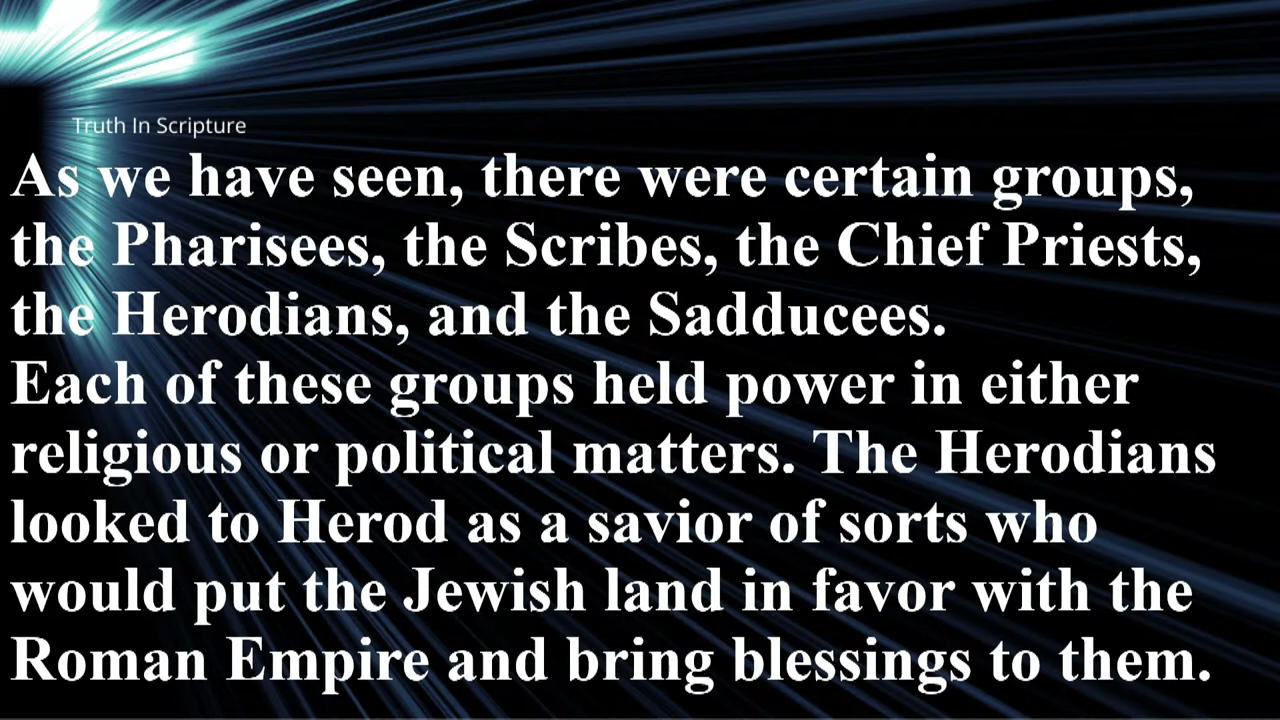 Truth In Scripture
As we have seen, there were certain groups,
the Pharisees, the Scribes, the Chief Priests,
the Herodians, and the Sadducees.
Each of these groups held power in either
religious or political matters. The Herodians
looked to Herod as a savior of sorts who
would put the Jewish land in favor with the
Roman Empire and bring blessings to them.